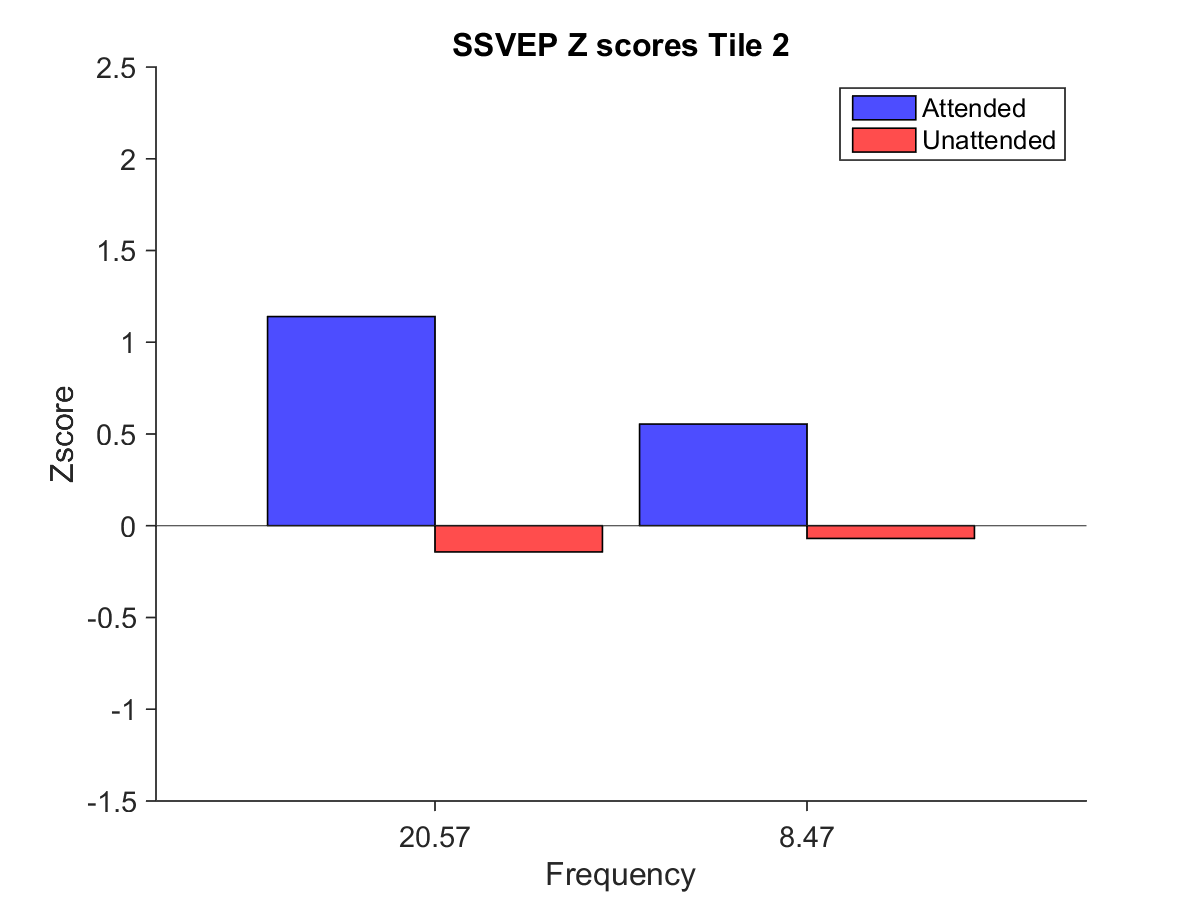 SSVEP Z scores Tile 2
Attended
Unattended
2.5
2
1.5
1
0.5
0
-0.5
-1
-1.5
Zscore
20.57 8.47
Frequency